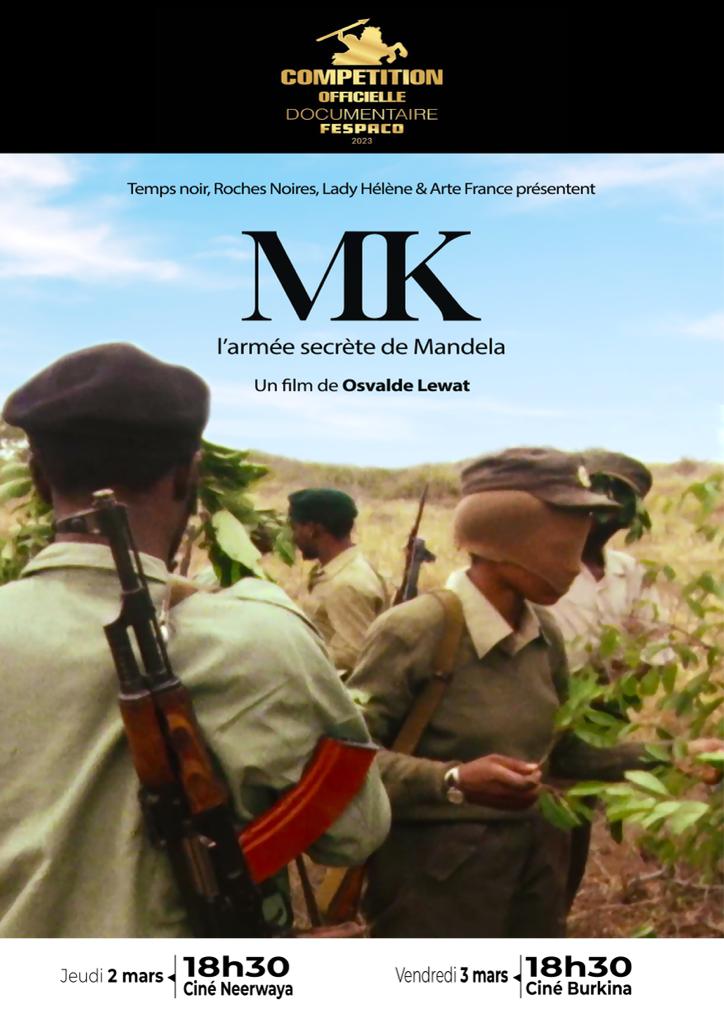 COMPETITION
OFFICIELLE
DOCUMENTAIRE
FESPACO
2023
Temps noir, Roches Noires, Lady Hélène & Arte France présentent
MK
l'armée secrète de Mandela
Un film de Osvalde Lewat
Jeudi 2 mars
18h30
Ciné Neerwaya
Vendredi 3 mars
18h30
Ciné Burkina